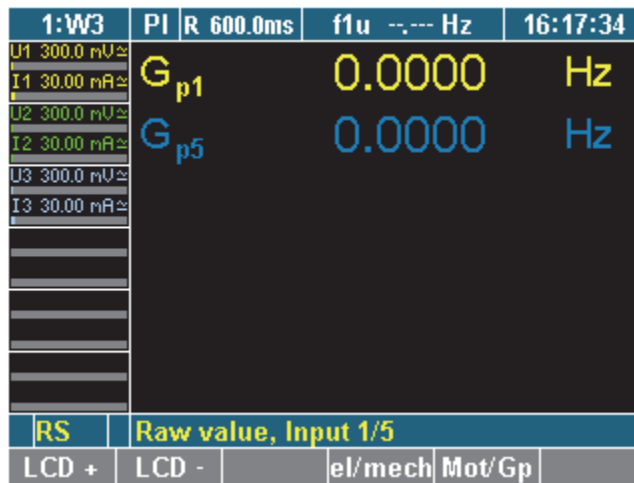 1:W3 PI R 600.0ms f1u --.--- Hz 16:17:34
U1 300.0 mV≃
I1 30.00 mA≃
Gp1 0.0000 Hz
U2 300.0 mV≃
I2 30.00 mA≃
Gp5 0.0000 Hz
U3 300.0 mV≃
I3 30.00 mA≃
RS Raw value, Input 1/5
LCD + LCD - el/mech Mot/Gp